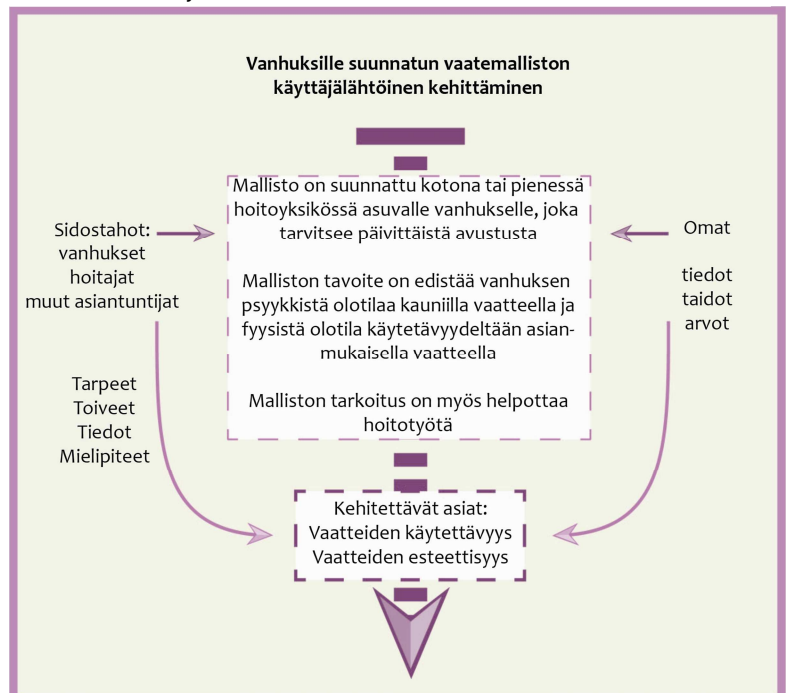 Vanhuksille suunnatun vaatemalliston
käyttäjälähtöinen kehittäminen
Mallisto on suunnattu kotona tai pienessä
hoitoyksikössä asuvalle vanhukselle, joka
tarvitsee päivittäistä avustusta
Malliston tavoite on edistää vanhuksen
psyykkistä olotilaa kauniilla vaatteella ja
fyysistä olotila käytetävyydeltään asian-
mukaisella vaatteella
Malliston tarkoitus on myös helpottaa
hoitotyötä
Sidostahot:
vanhukset
hoitajat
muut asiantuntijat
Tarpeet
Toiveet
Tiedot
Mielipiteet
Omat
tiedot
taidot
arvot
Kehitettävät asiat:
Vaatteiden käytettävyys
Vaatteiden esteettisyys